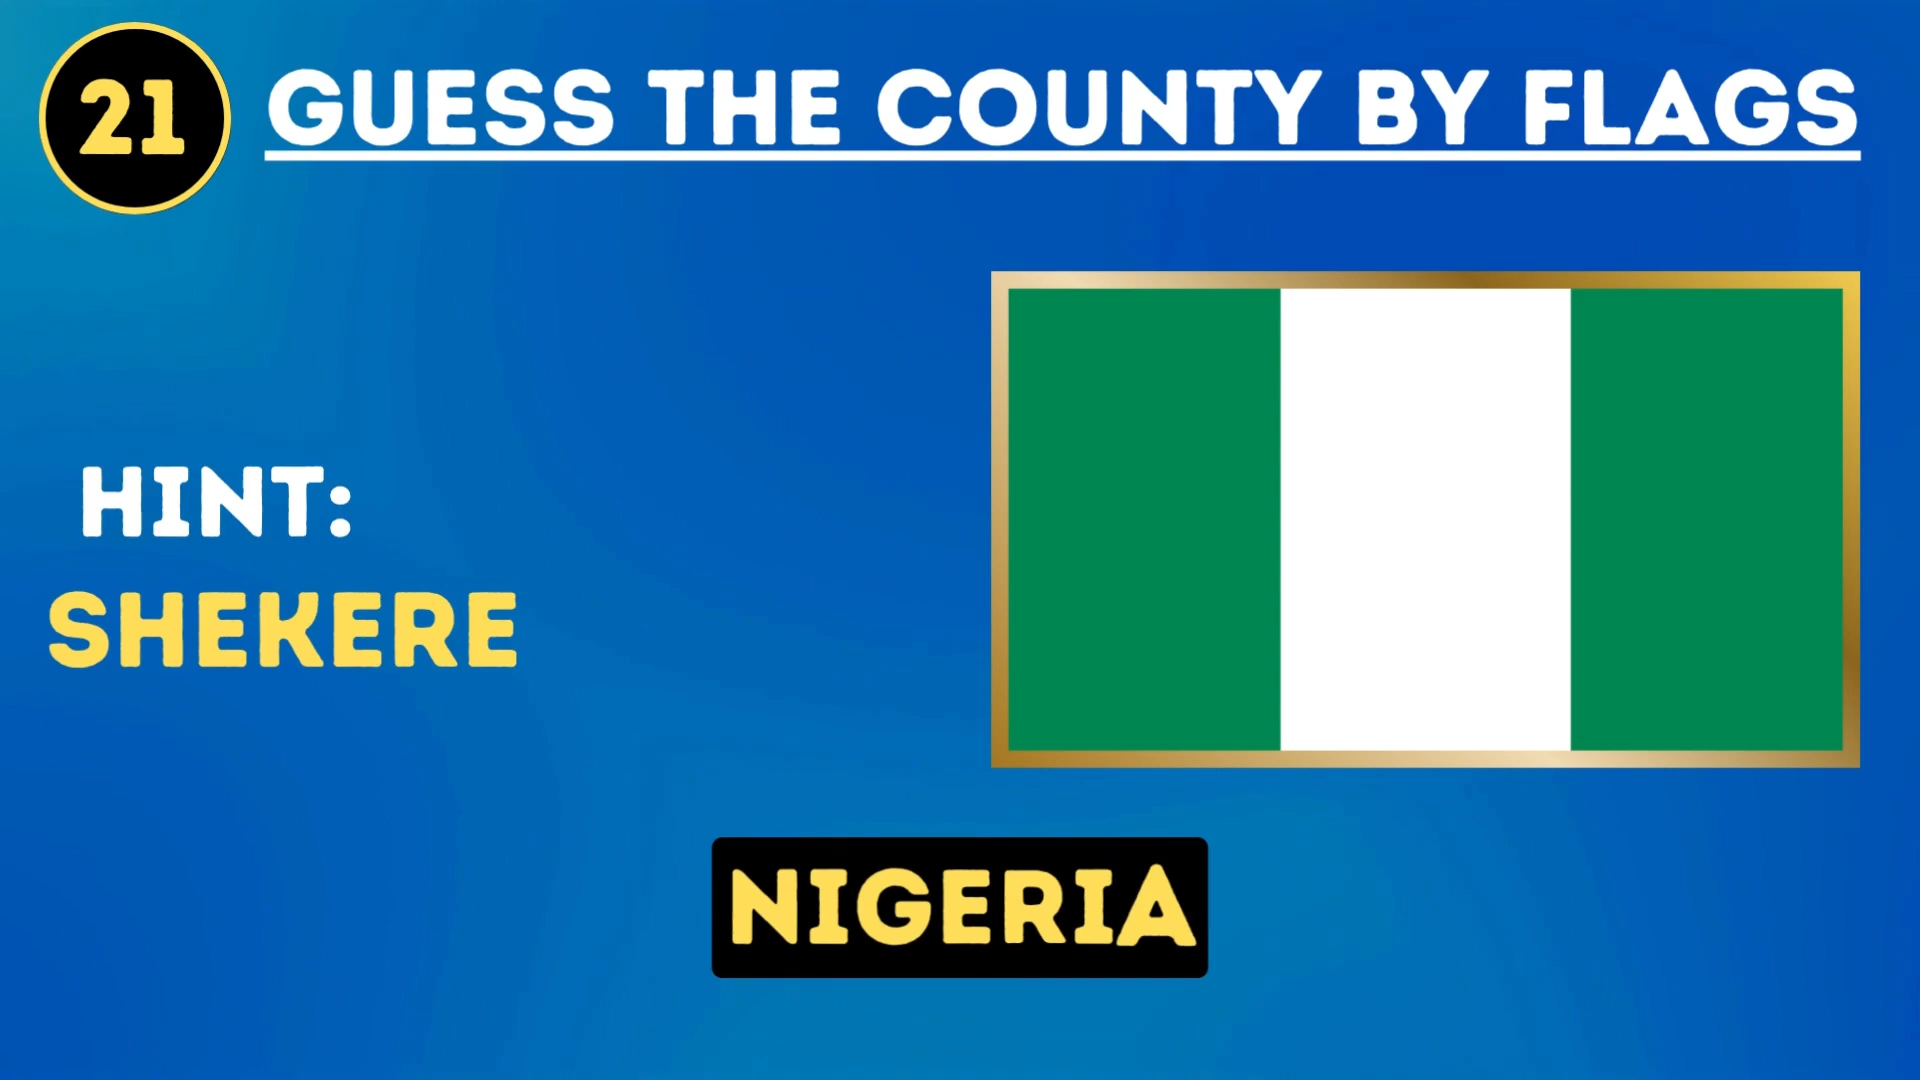 21
GUESS THE COUNTY BY FLAGS
HINT:
SHEKERE
NIGERIA